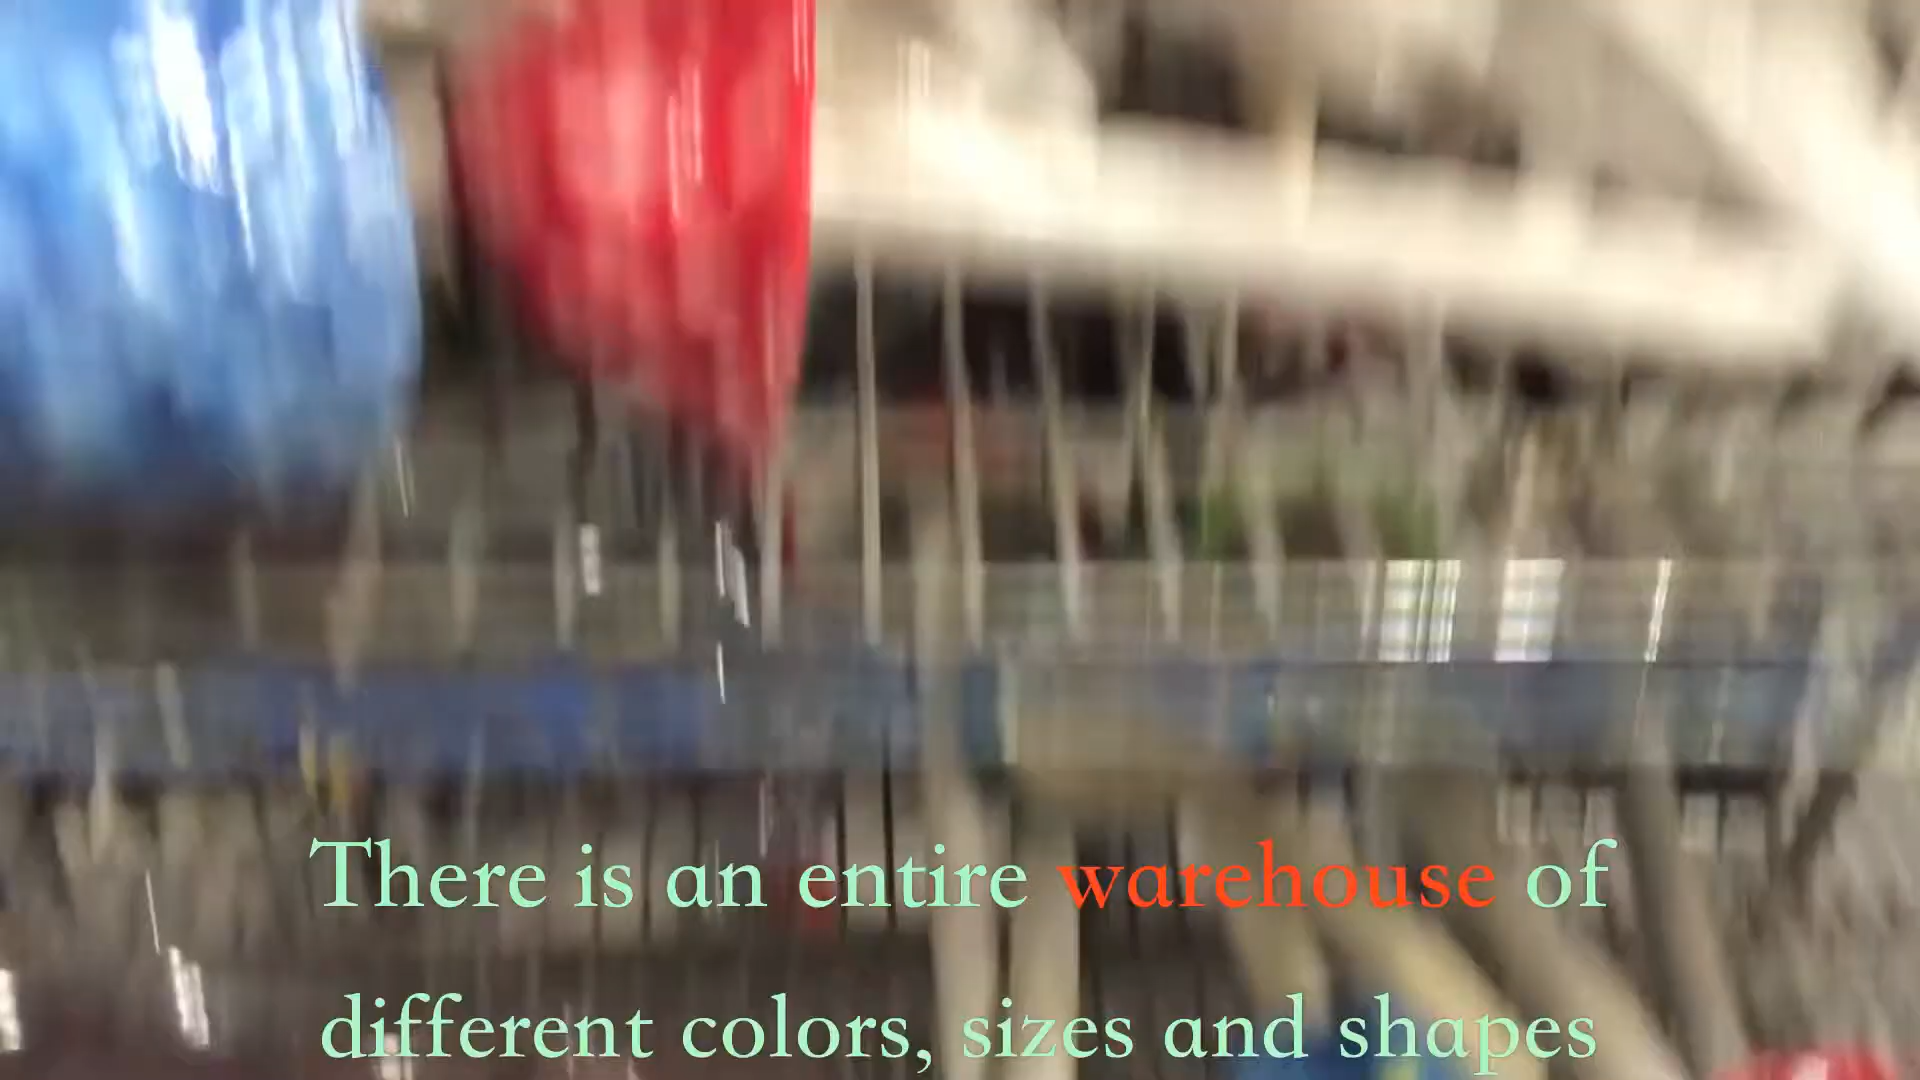 There is an entire warehouse of
different colors, sizes and shapes